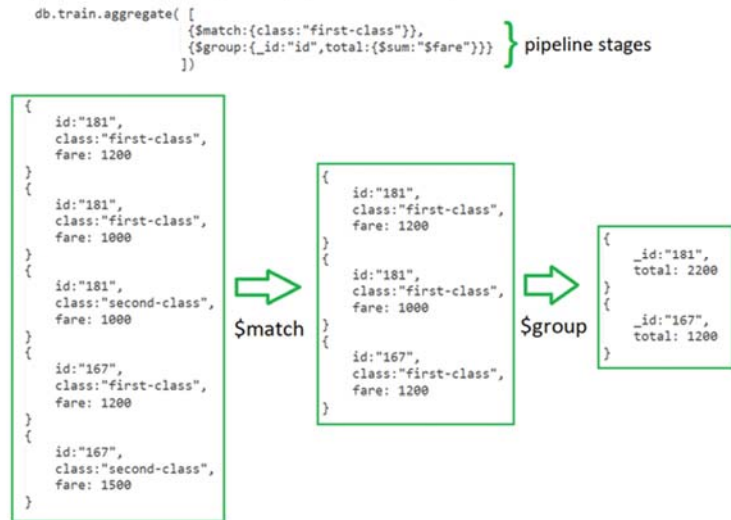 db.train.aggregate( [
{$match:{class:"first-class"}},
{$group:{_id:"id",total:{$sum:"$fare"}}}
])
pipeline stages
{
id:"181",
class:"first-class",
fare: 1200
}
{
id:"181",
class:"first-class",
fare: 1000
}
{
id:"181",
class:"second-class",
fare: 1000
}
{
id:"167",
class:"first-class",
fare: 1200
}
{
id:"167",
class:"second-class",
fare: 1500
}
$match
{
id:"181",
class:"first-class",
fare: 1200
}
{
id:"181",
class:"first-class",
fare: 1000
}
{
id:"167",
class:"first-class",
fare: 1200
}
$group
{
_id:"181",
total: 2200
}
{
_id:"167",
total: 1200
}